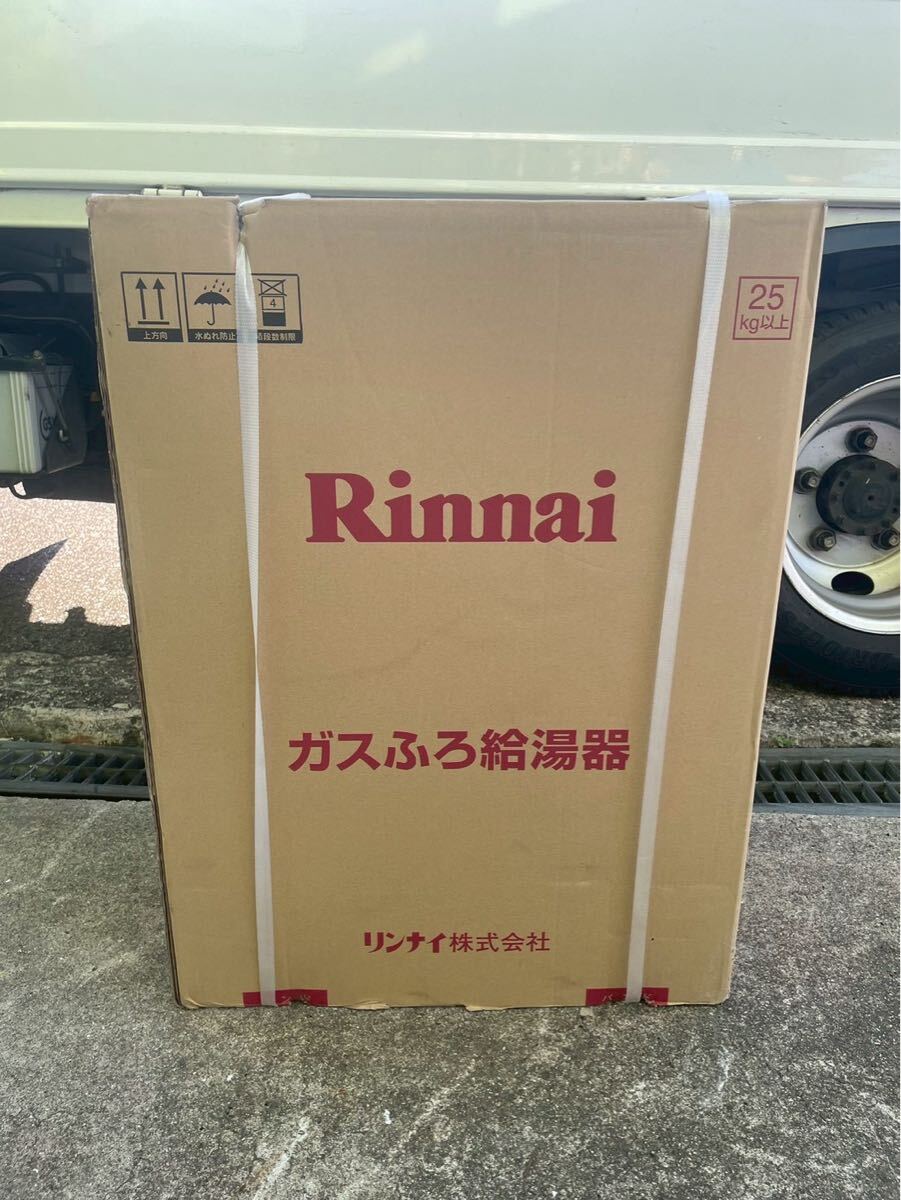 上方向
水ぬれ防止
4
段数制限
25
kg以上
Rinnai
ガスふろ給湯器
リンナイ株式会社